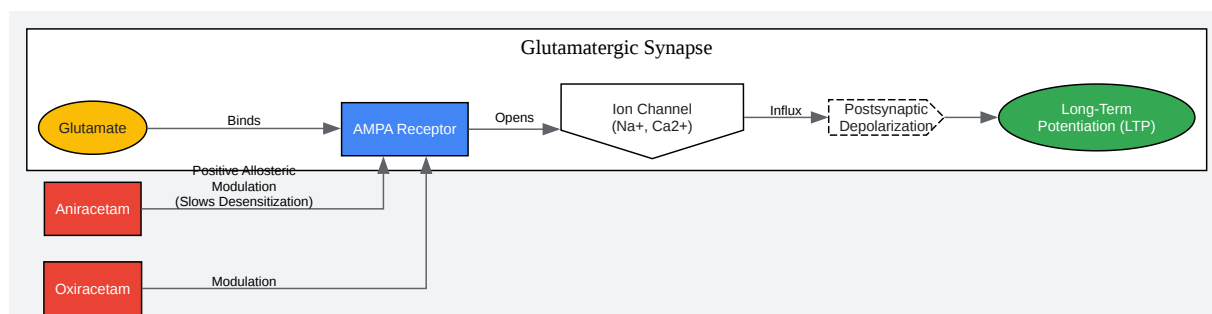 Glutamatergic Synapse
Glutamate
Binds
AMPA Receptor
Opens
Ion Channel
(Na+, Ca2+)
Influx
Postsynaptic
Depolarization
Long-Term
Potentiation (LTP)
Positive Allosteric
Modulation
(Slows Desensitization)
Aniracetam
Modulation
Oxiracetam